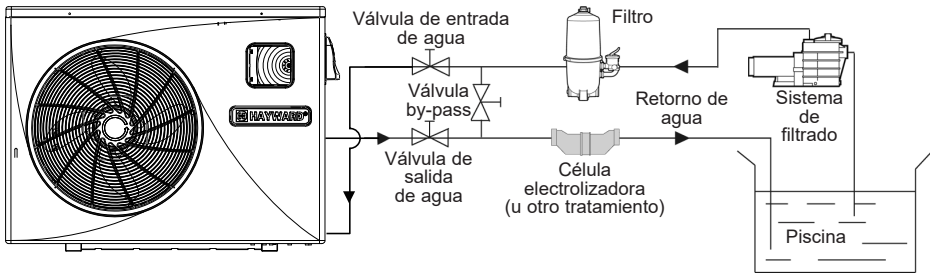 Válvula de entrada
de agua
Filtro
Válvula
by-pass
HAYWARD®
Retorno de
agua
Sistema
de
filtrado
Válvula de
salida
de agua
Célula
electrolizadora
(u otro tratamiento)
Piscina